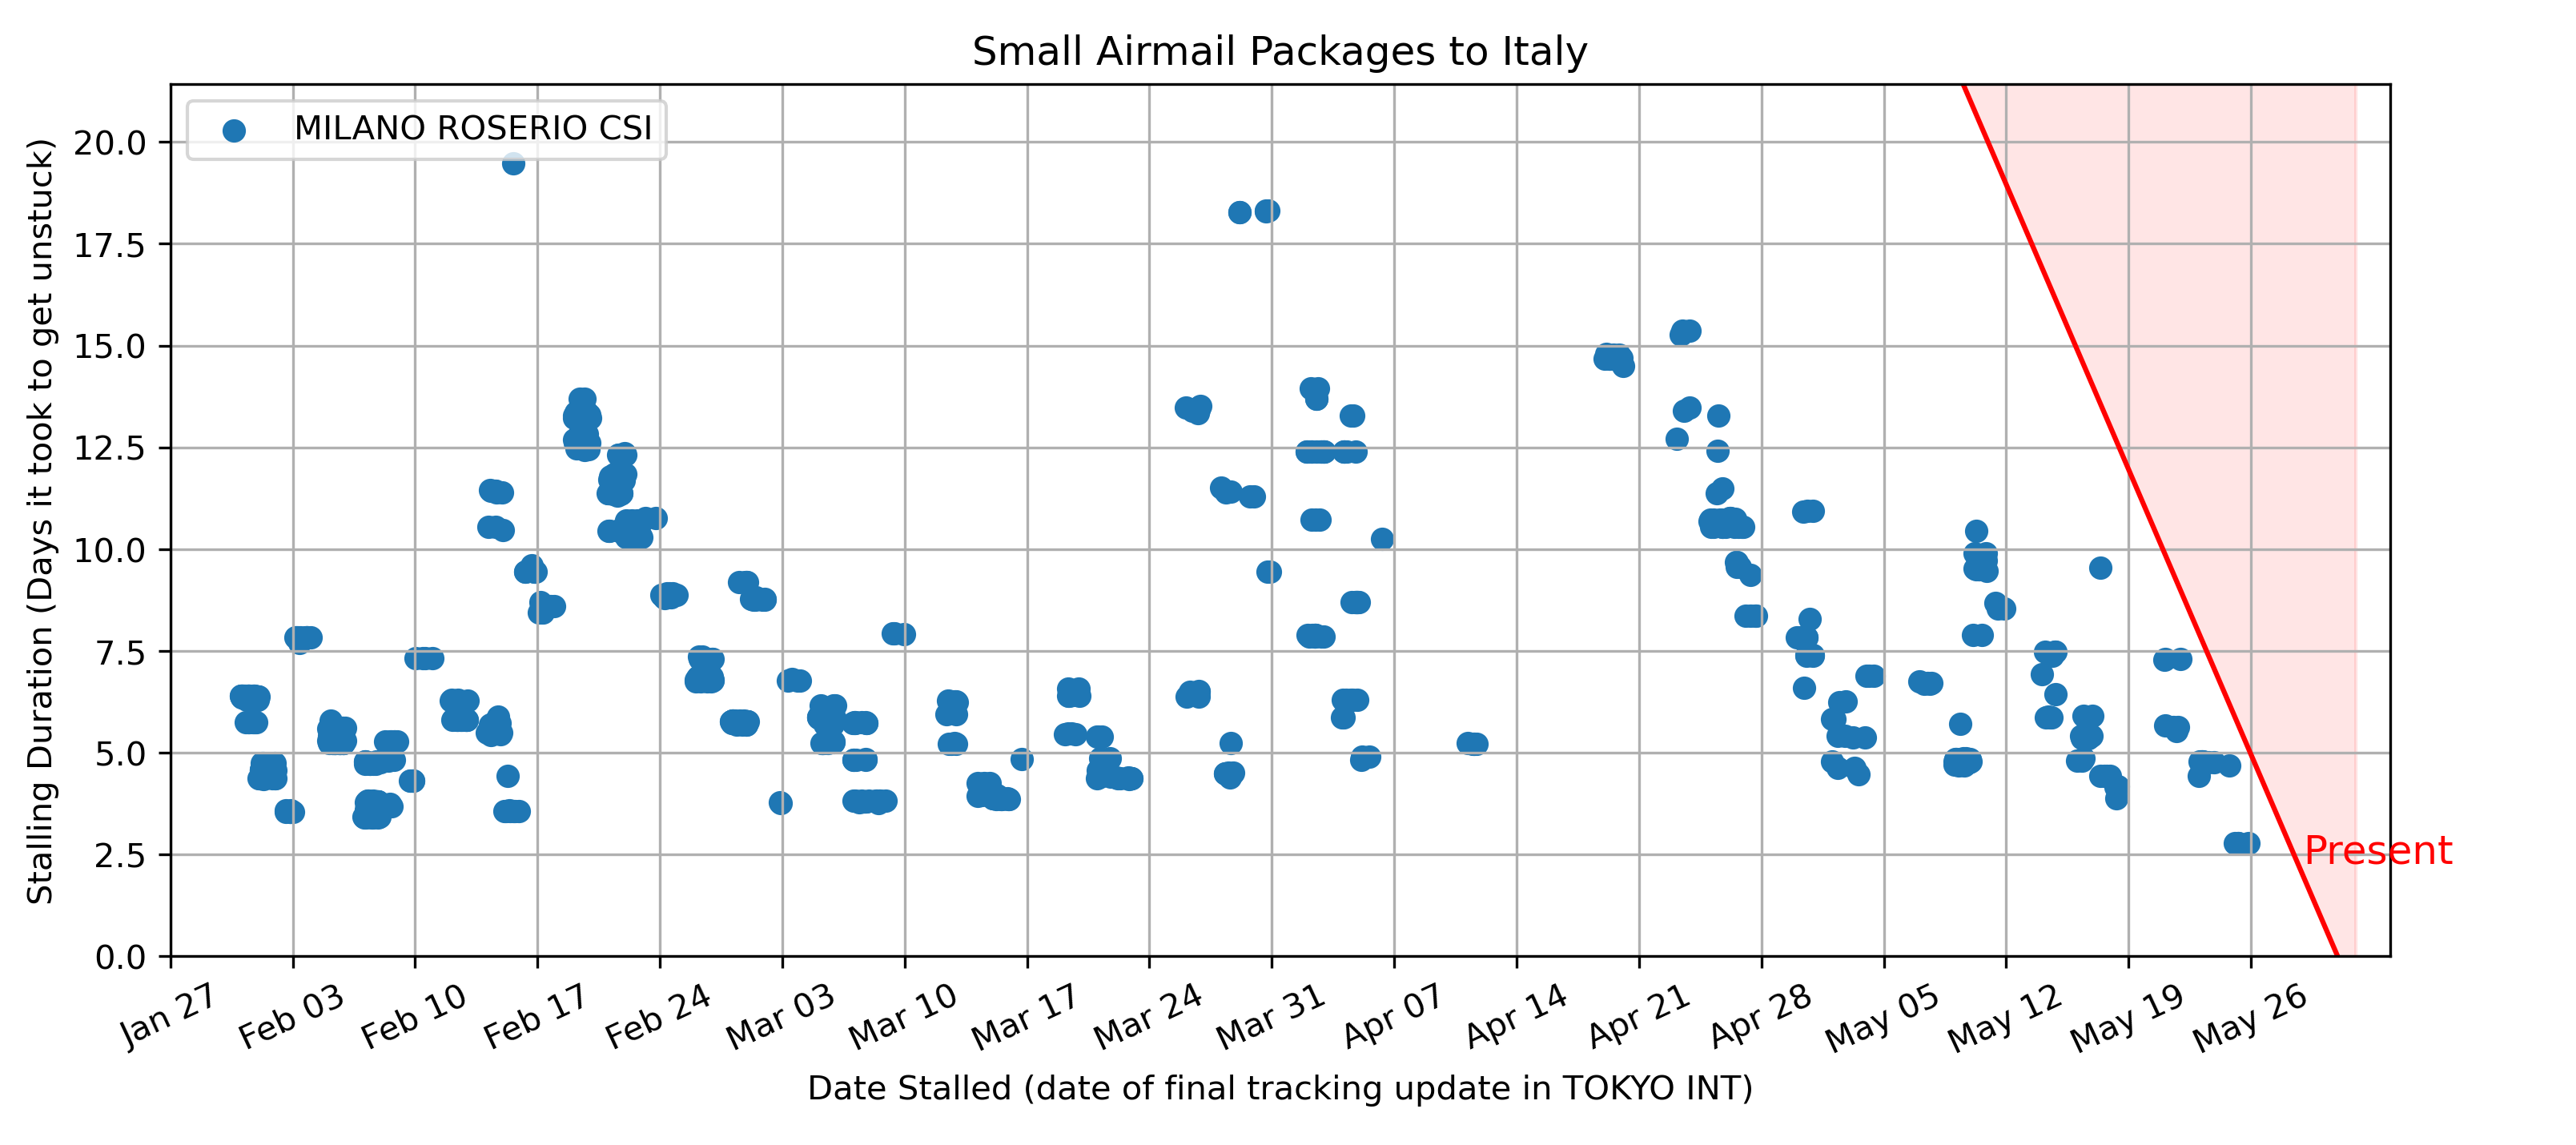 Small Airmail Packages to Italy
MILANO ROSERIO CSI
Stalling Duration (Days it took to get unstuck)
20.0
17.5
15.0
12.5
10.0
7.5
5.0
2.5
0.0
Present
Jan 27
Feb 03
Feb 10
Feb 17
Feb 24
Mar 03
Mar 10
Mar 17
Mar 24
Mar 31
Apr 07
Apr 14
Apr 21
Apr 28
May 05
May 12
May 19
May 26
Date Stalled (date of final tracking update in TOKYO INT)